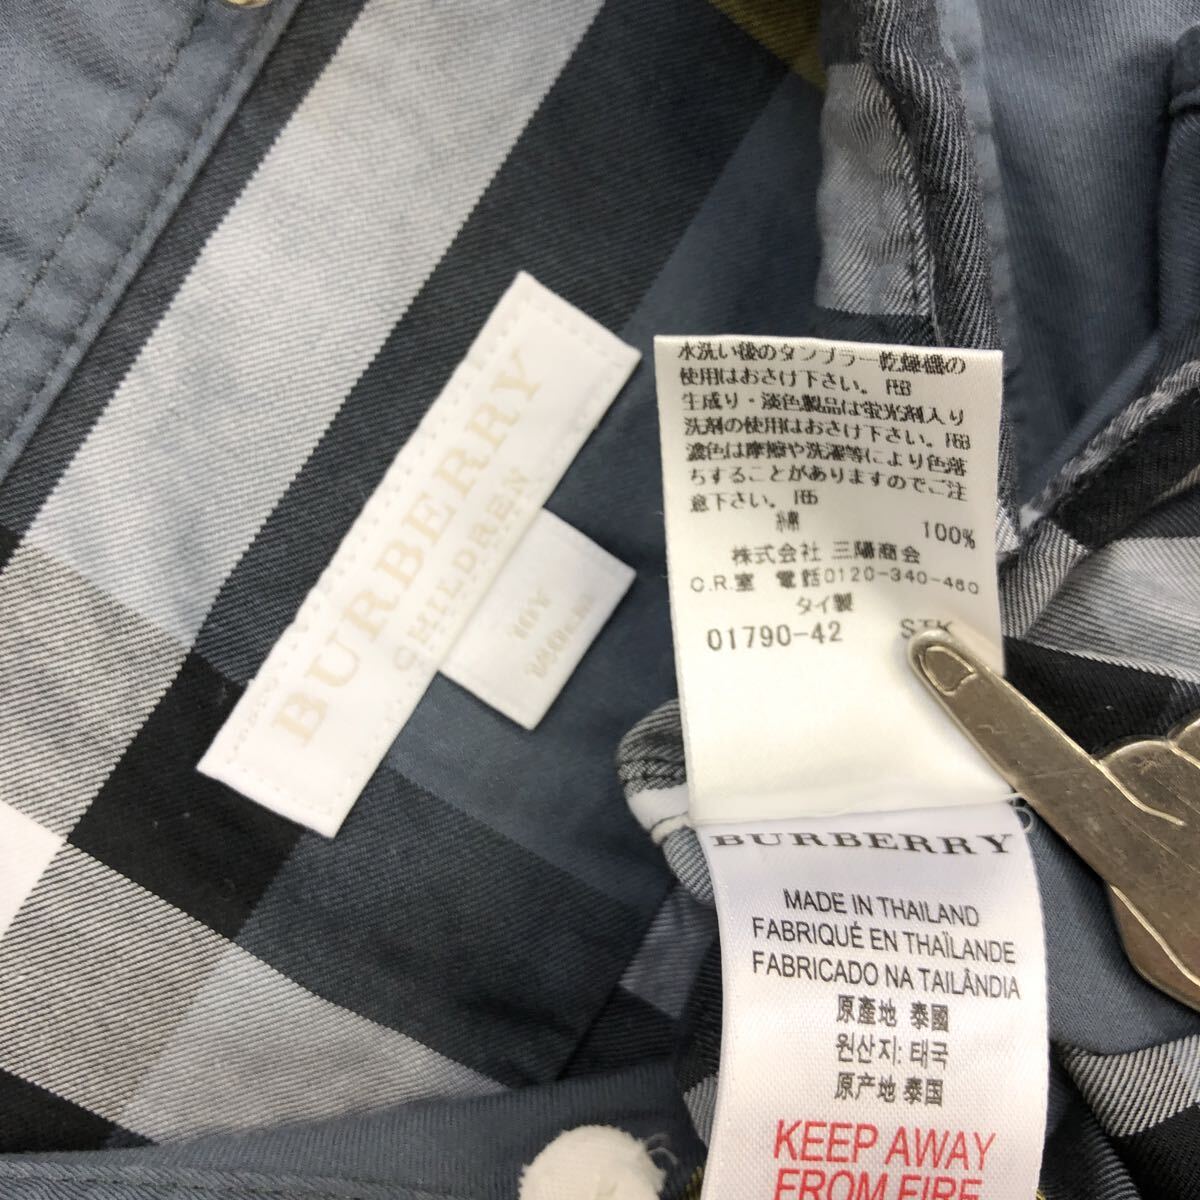 BURBERRY
CHILDREN
10Y
水洗い後のタンブラー乾燥機の
使用はおさけ下さい。
生成り・淡色製品は蛍光剤入り
洗剤の使用はおさけ下さい。
濃色は摩擦や洗濯等により色落
ちすることがありますのでご注
意下さい。
綿 100%
株式会社 三陽商会
C.R.室 電話0120-340-460
タイ製
01790-42 STK
BURBERRY
MADE IN THAILAND
FABRIQUÉ EN THAÏLANDE
FABRICADO NA TAILÂNDIA
原產地 泰國
원산지: 태국
原产地 泰国
KEEP AWAY
FROM FIRE